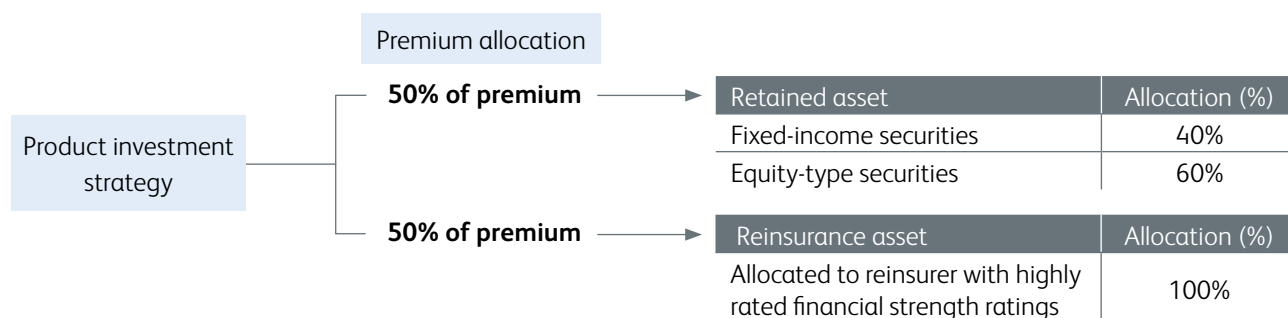 Premium allocation
Product investment
strategy
50% of premium
Retained asset Allocation (%)
Fixed-income securities 40%
Equity-type securities 60%
50% of premium
Reinsurance asset Allocation (%)
Allocated to reinsurer with highly
rated financial strength ratings 100%